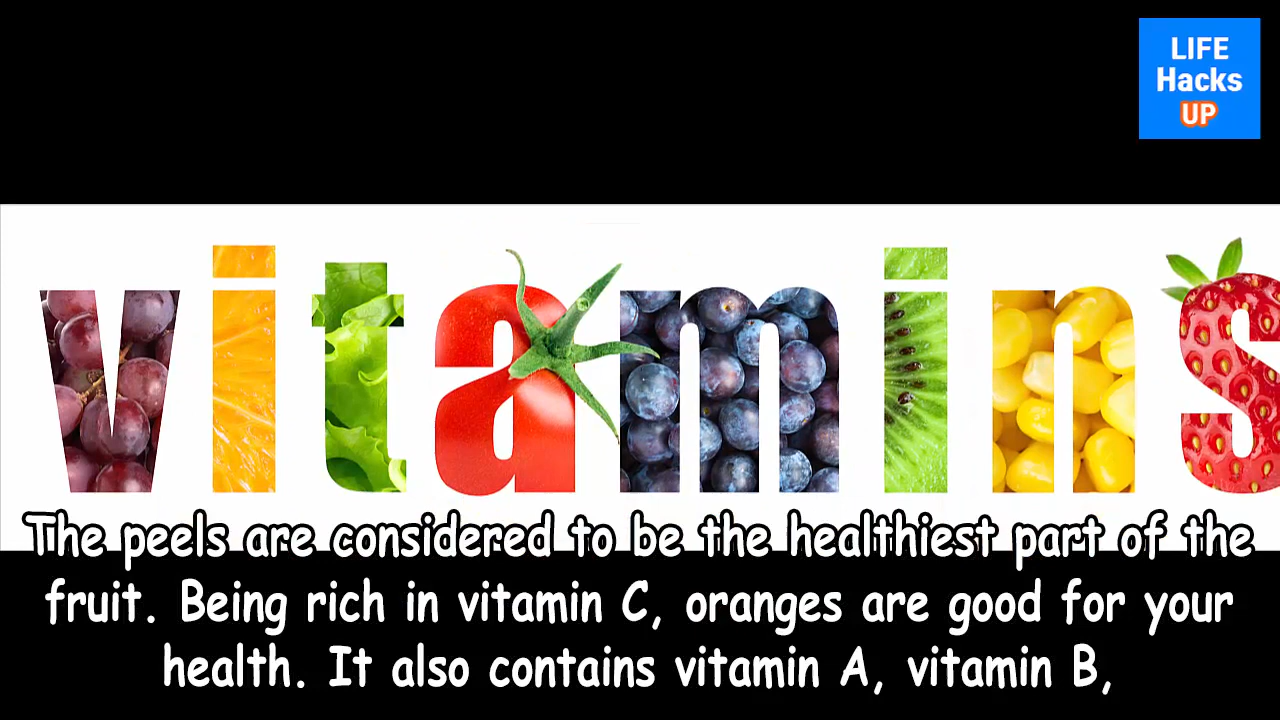 LIFE
Hacks
UP
vitamins
The peels are considered to be the healthiest part of the
fruit. Being rich in vitamin C, oranges are good for your
health. It also contains vitamin A, vitamin B,